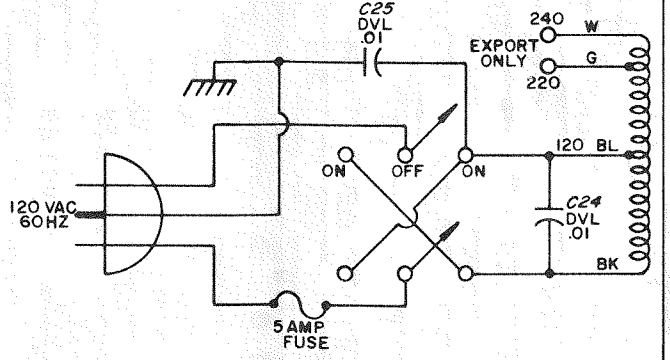 C25
DVL
.01
240
W
EXPORT
ONLY
G
220
ON
OFF
ON
120 BL
120 VAC
60HZ
C24
DVL
.01
BK
5 AMP
FUSE